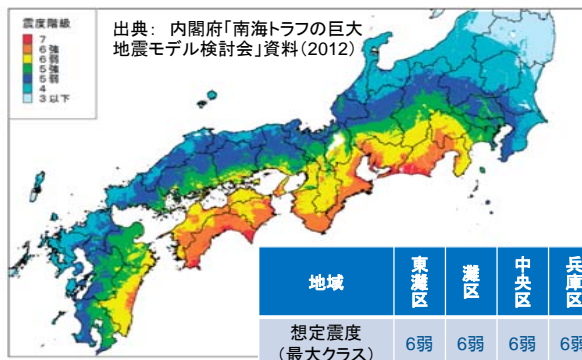 震度階級
7
6強
6弱
5強
5弱
4
3以下
出典： 内閣府「南海トラフの巨大
地震モデル検討会」資料（2012）
地域 東灘区 灘区 中央区 兵庫区
想定震度
（最大クラス） 6弱 6弱 6弱 6弱